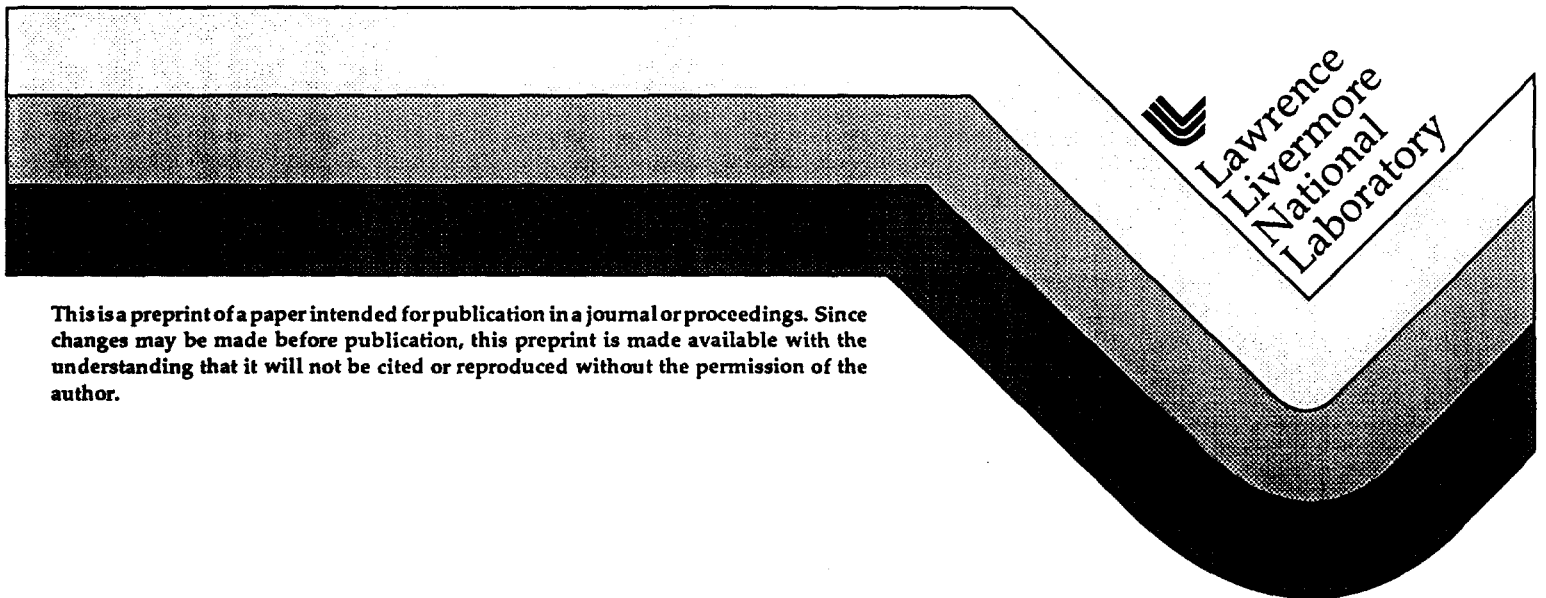 Lawrence
Livermore
National
Laboratory
This is a preprint of a paper intended for publication in a journal or proceedings. Since
changes may be made before publication, this preprint is made available with the
understanding that it will not be cited or reproduced without the permission of the
author.